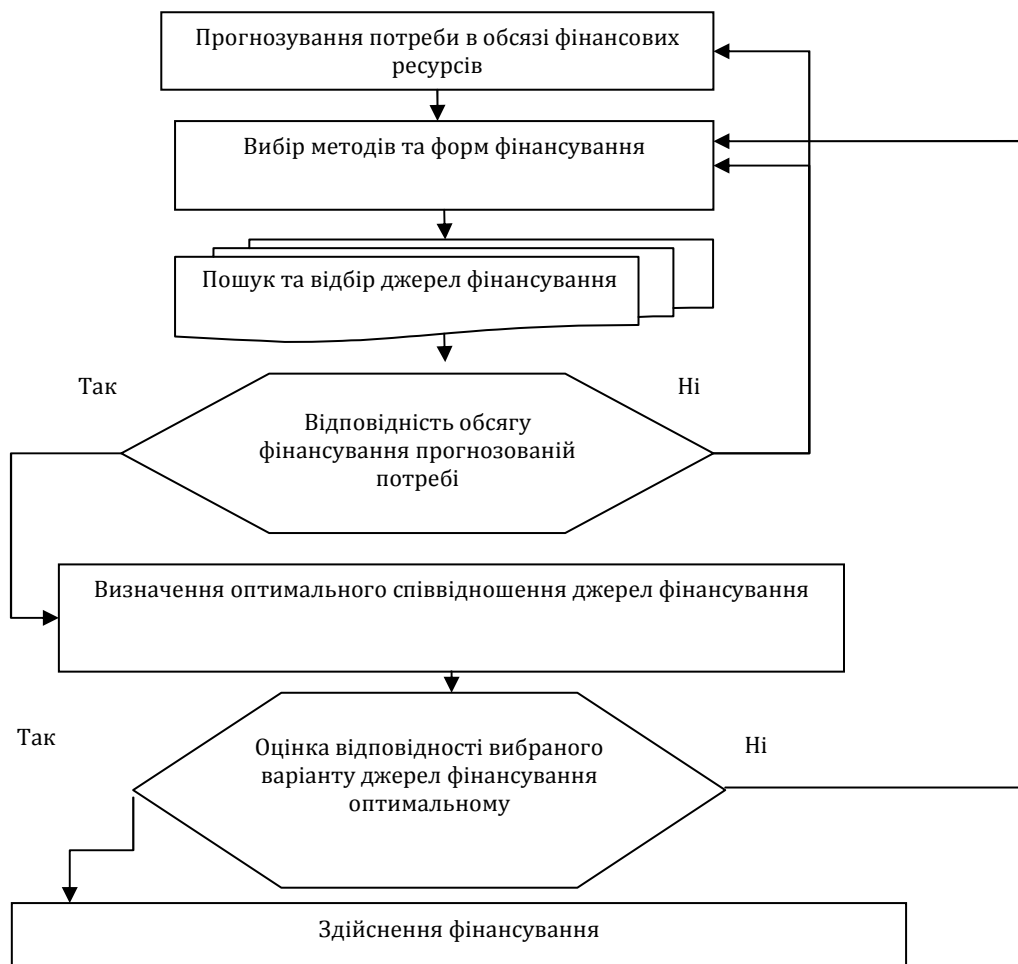 Прогнозування потреби в обсязі фінансових
ресурсів
Вибір методів та форм фінансування
Пошук та відбір джерел фінансування
Так
Ні
Відповідність обсягу
фінансування прогнозованій
потребі
Визначення оптимального співвідношення джерел фінансування
Так
Ні
Оцінка відповідності вибраного
варіанту джерел фінансування
оптимальному
Здійснення фінансування